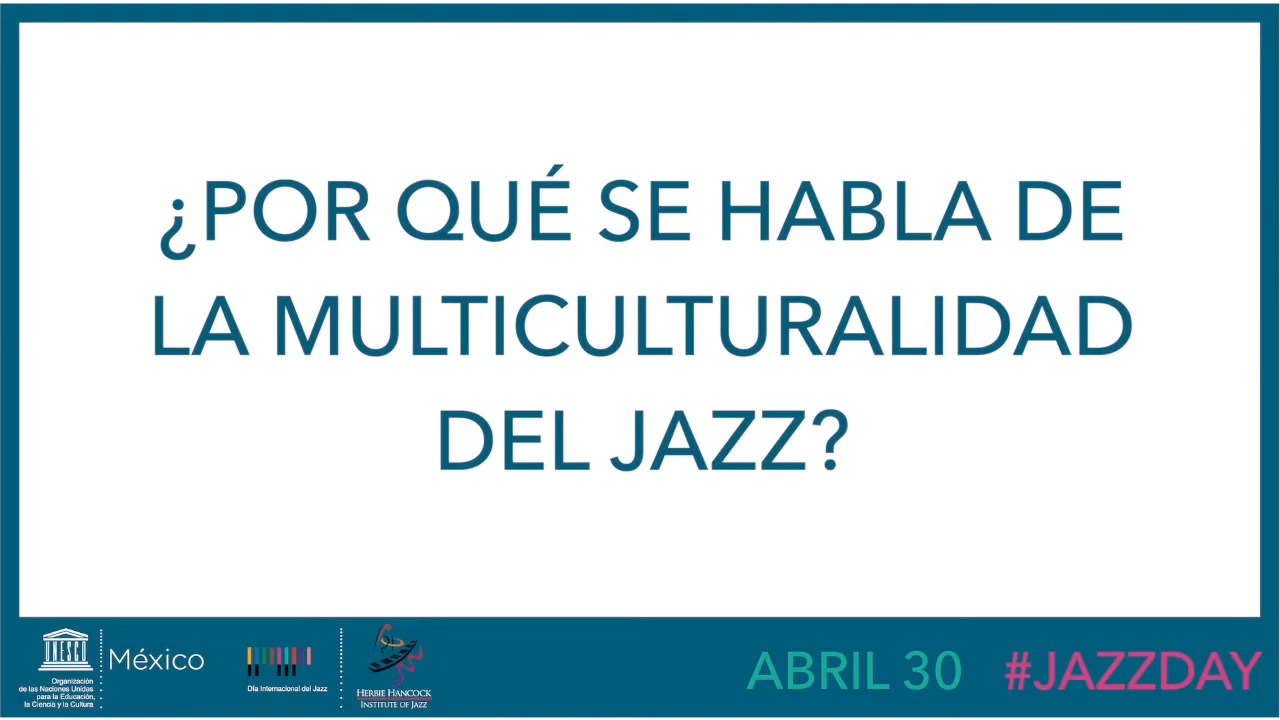 ¿POR QUÉ SE HABLA DE
LA MULTICULTURALIDAD
DEL JAZZ?
UNESCO
México
Organización
de las Naciones Unidas
para la Educación,
la Ciencia y la Cultura
Día Internacional del Jazz
HERBIE HANCOCK
INSTITUTE OF JAZZ
ABRIL 30 #JAZZDAY